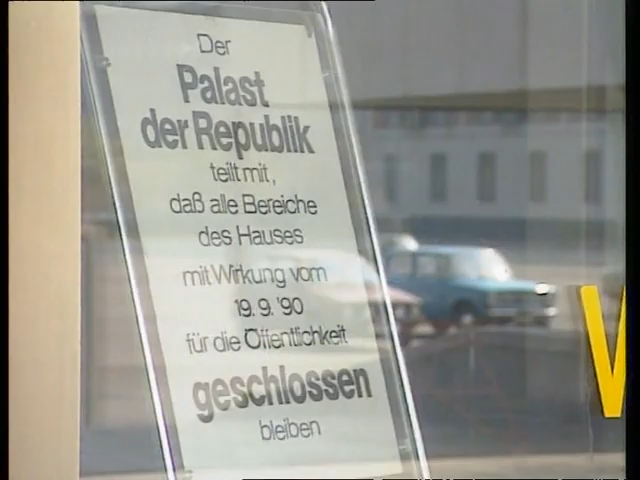 Der
Palast
der Republik
teilt mit,
daß alle Bereiche
des Hauses
mit Wirkung vom
19. 9. '90
für die Öffentlichkeit
geschlossen
bleiben
V